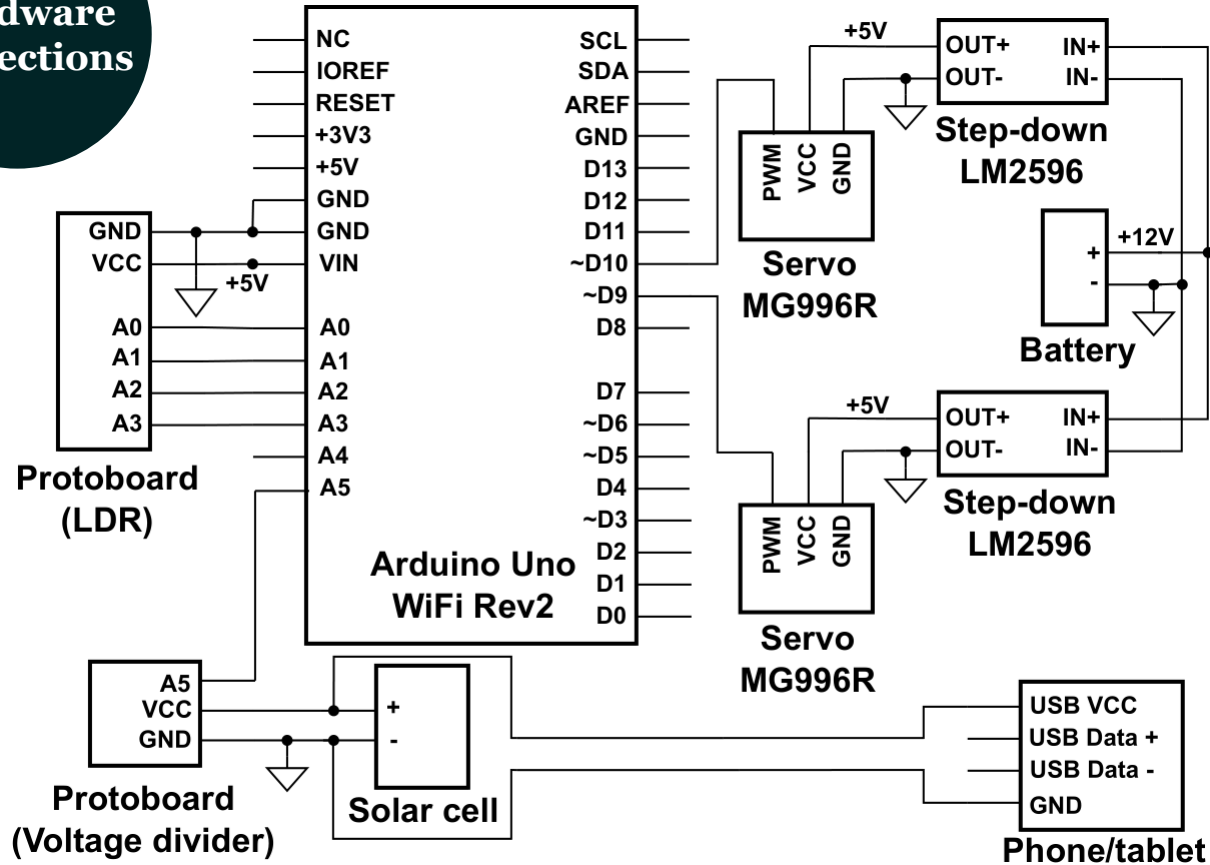 NC
IOREF
RESET
+3V3
+5V
GND
GND
VIN
A0
A1
A2
A3
A4
A5
SCL
SDA
AREF
GND
D13
D12
D11
~D10
~D9
D8
D7
~D6
~D5
D4
~D3
D2
D1
D0
Arduino Uno
WiFi Rev2
GND
VCC
A0
A1
A2
A3
Protoboard
(LDR)
+5V
A5
VCC
GND
Protoboard
(Voltage divider)
+
-
Solar cell
PWM
VCC
GND
Servo
MG996R
+5V
OUT+
OUT-
IN+
IN-
Step-down
LM2596
+
-
+12V
Battery
+5V
OUT+
OUT-
IN+
IN-
Step-down
LM2596
PWM
VCC
GND
Servo
MG996R
USB VCC
USB Data +
USB Data -
GND
Phone/tablet